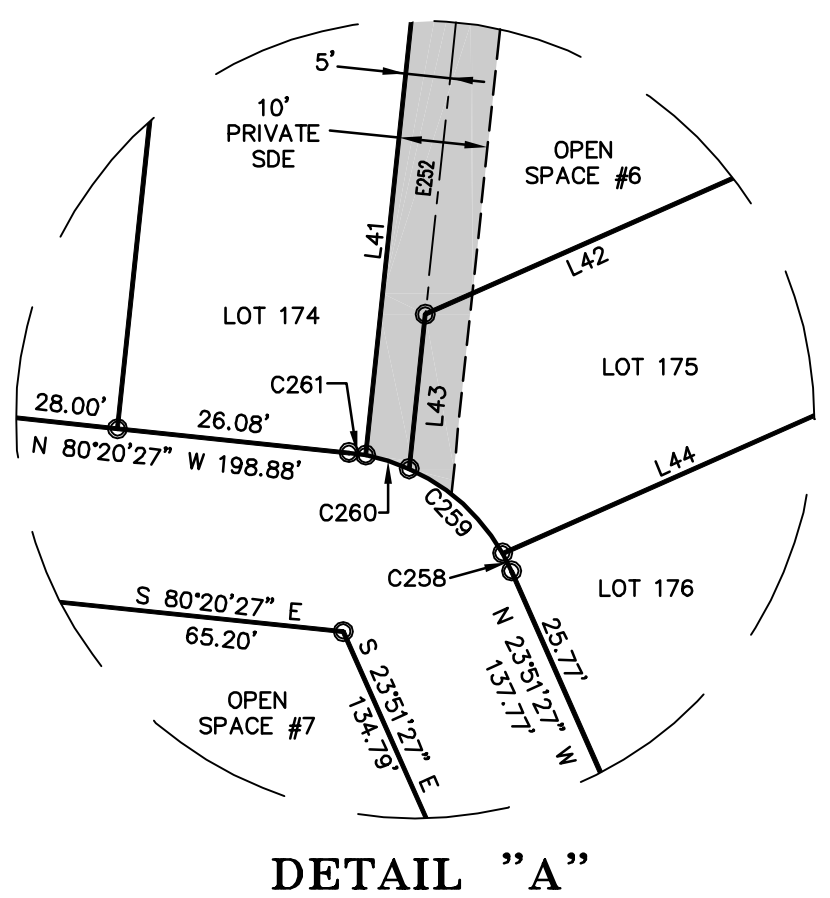 5'
10'
PRIVATE
SDE
E252
OPEN
SPACE #6
L41
L42
LOT 174
C261
L43
LOT 175
28.00'
26.08'
N 80°20'27" W 198.88'
C260
C259
L44
C258
LOT 176
S 80°20'27" E
65.20'
25.77'
N 23°51'27" W
137.77'
S 23°51'27" E
134.79'
OPEN
SPACE #7
DETAIL "A"